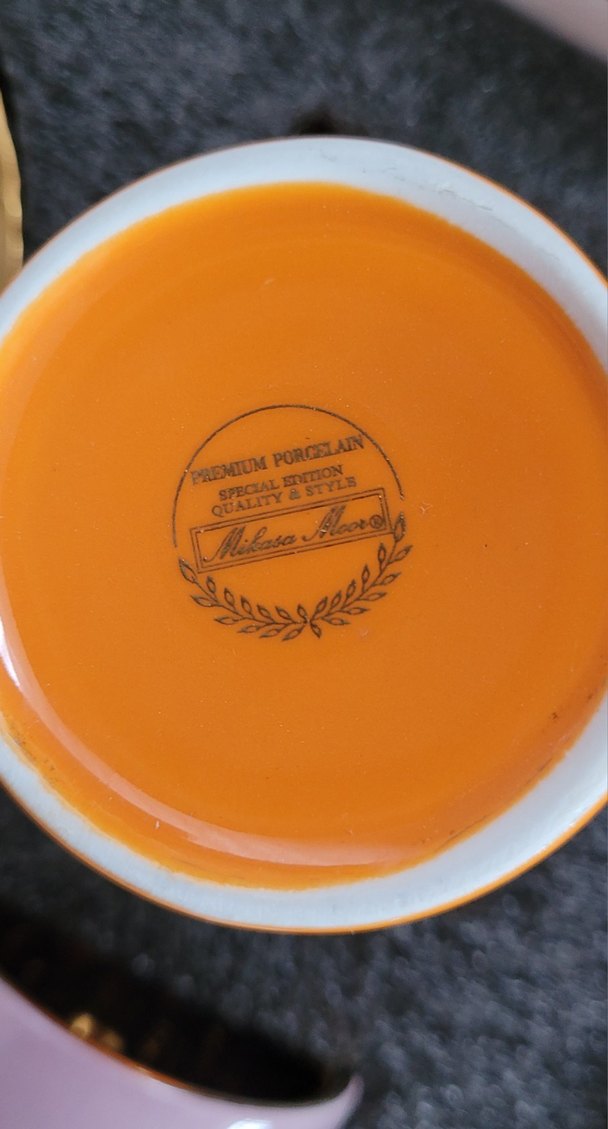 PREMIUM PORCELAIN
SPECIAL EDITION
QUALITY & STYLE
Mikasa Moor®